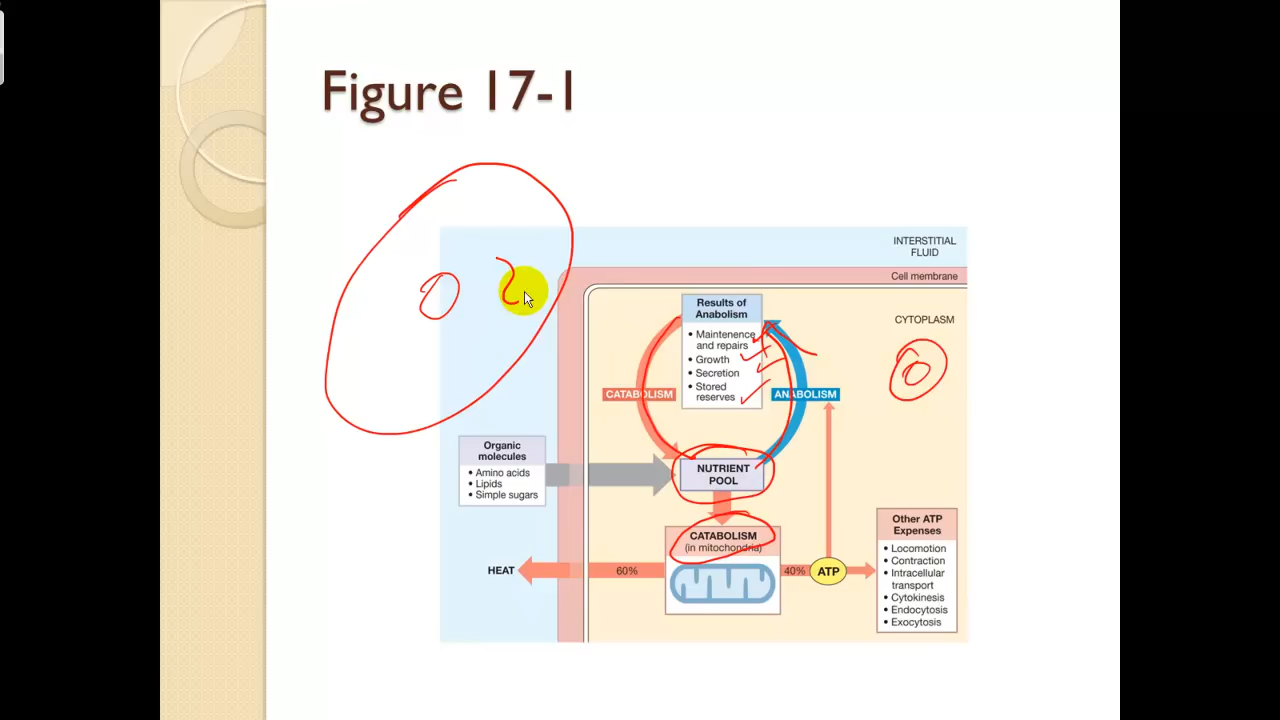 Figure 17-1
INTERSTITIAL
FLUID
Cell membrane
CYTOPLASM
Results of
Anabolism
• Maintenence
and repairs
• Growth
• Secretion
• Stored
reserves
CATABOLISM
ANABOLISM
Organic
molecules
• Amino acids
• Lipids
• Simple sugars
NUTRIENT
POOL
CATABOLISM
(in mitochondria)
HEAT
60%
40%
ATP
Other ATP
Expenses
• Locomotion
• Contraction
• Intracellular
transport
• Cytokinesis
• Endocytosis
• Exocytosis